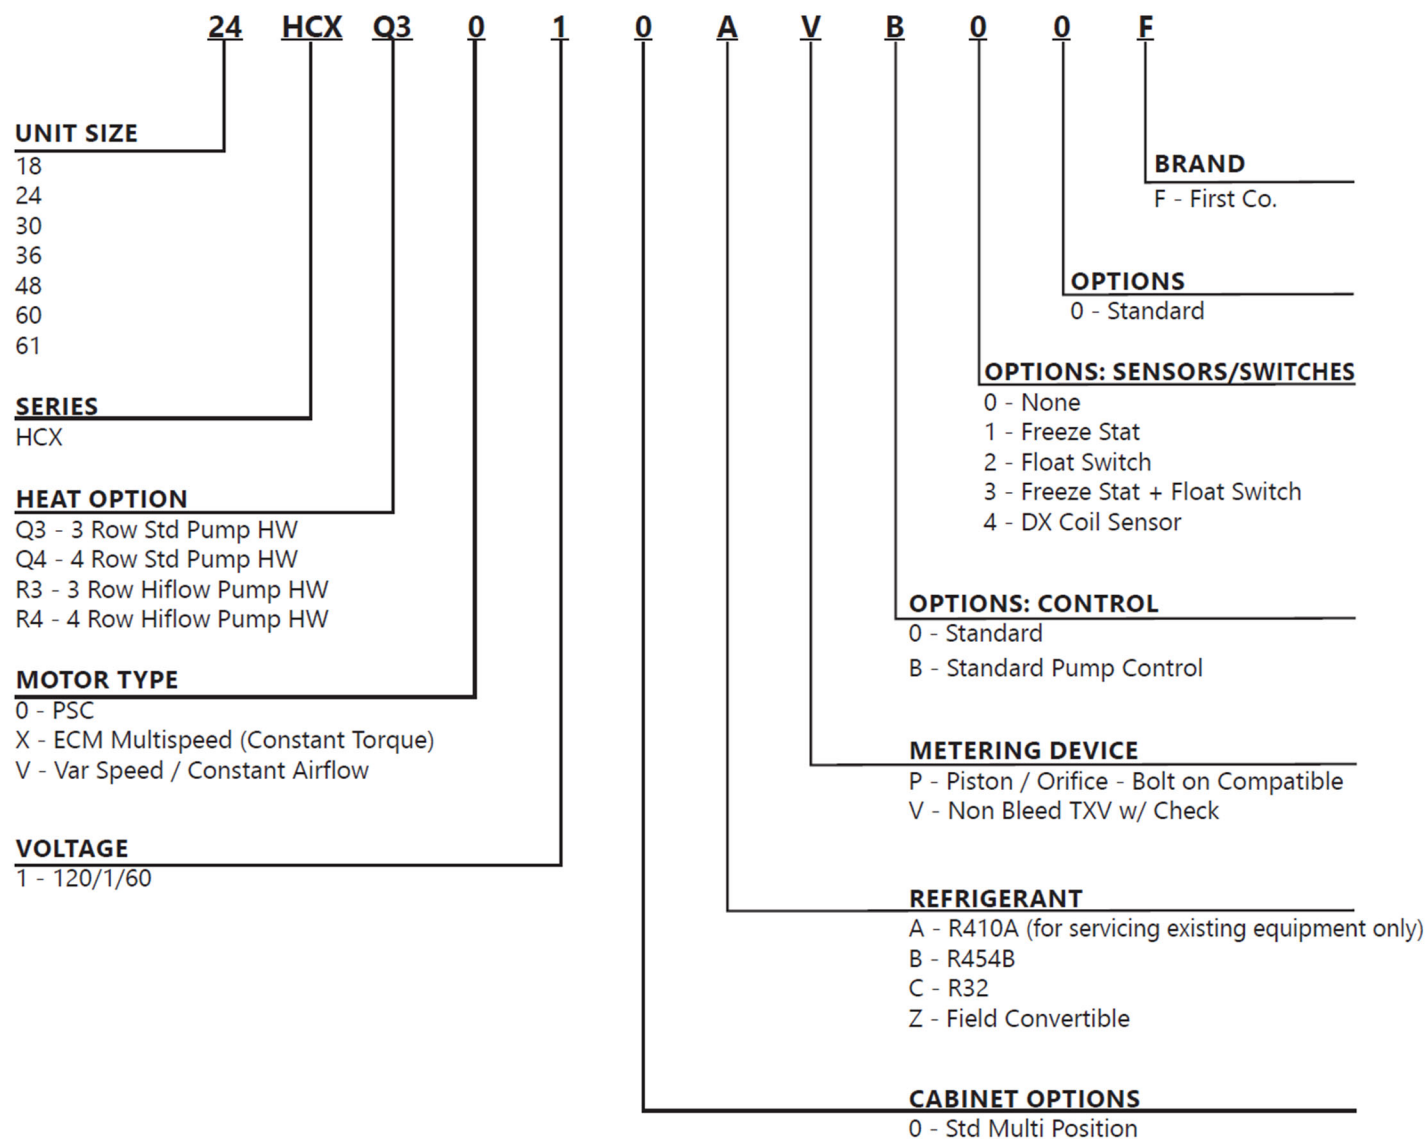 24 HCX Q3 0 1 0 A V B 0 0 F
UNIT SIZE
18
24
30
36
48
60
61
SERIES
HCX
HEAT OPTION
Q3 - 3 Row Std Pump HW
Q4 - 4 Row Std Pump HW
R3 - 3 Row Hiflow Pump HW
R4 - 4 Row Hiflow Pump HW
MOTOR TYPE
0 - PSC
X - ECM Multispeed (Constant Torque)
V - Var Speed / Constant Airflow
VOLTAGE
1 - 120/1/60
BRAND
F - First Co.
OPTIONS
0 - Standard
OPTIONS: SENSORS/SWITCHES
0 - None
1 - Freeze Stat
2 - Float Switch
3 - Freeze Stat + Float Switch
4 - DX Coil Sensor
OPTIONS: CONTROL
0 - Standard
B - Standard Pump Control
METERING DEVICE
P - Piston / Orifice - Bolt on Compatible
V - Non Bleed TXV w/ Check
REFRIGERANT
A - R410A (for servicing existing equipment only)
B - R454B
C - R32
Z - Field Convertible
CABINET OPTIONS
0 - Std Multi Position